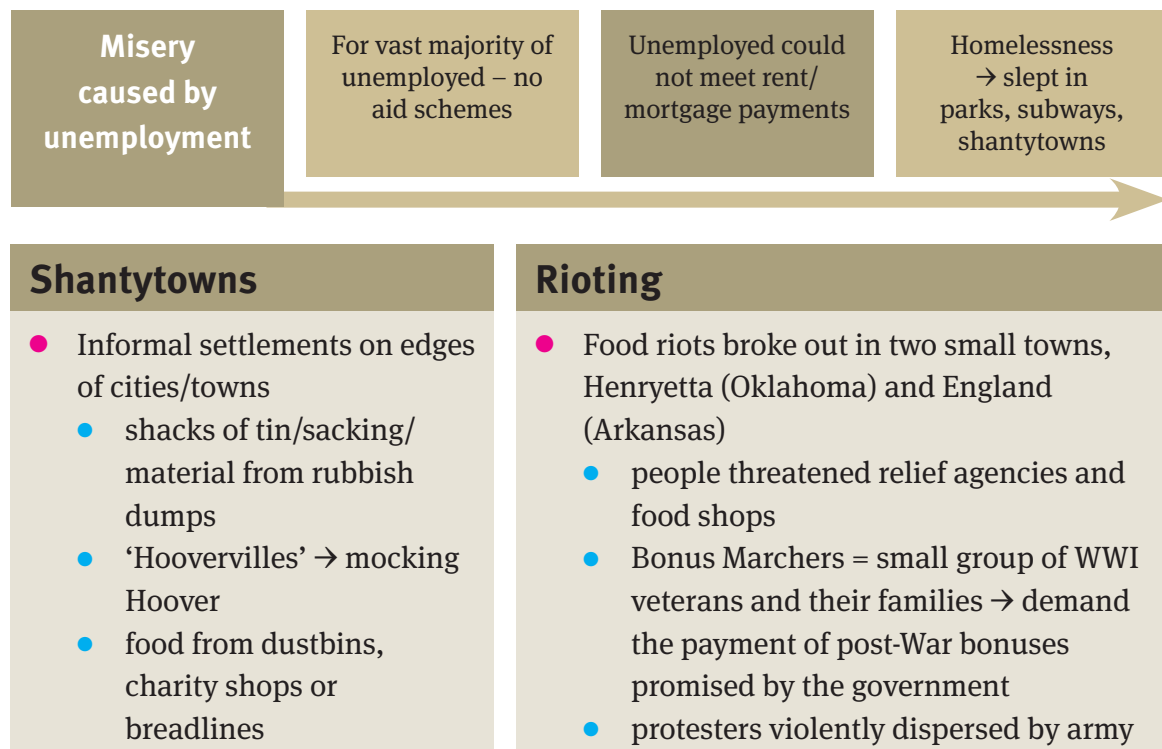 Misery
caused by
unemployment
For vast majority of
unemployed – no
aid schemes
Unemployed could
not meet rent/
mortgage payments
Homelessness
→ slept in
parks, subways,
shantytowns
Shantytowns
● Informal settlements on edges
of cities/towns
● shacks of tin/sacking/
material from rubbish
dumps
● ‘Hoovervilles’ → mocking
Hoover
● food from dustbins,
charity shops or
breadlines
Rioting
● Food riots broke out in two small towns,
Henryetta (Oklahoma) and England
(Arkansas)
● people threatened relief agencies and
food shops
● Bonus Marchers = small group of WWI
veterans and their families → demand
the payment of post-War bonuses
promised by the government
● protesters violently dispersed by army